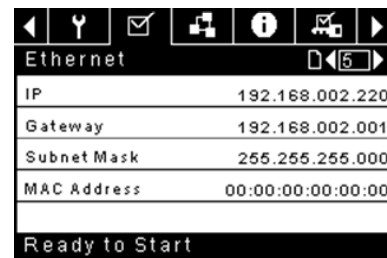 Ethernet 5
IP 192.168.002.220
Gateway 192.168.002.001
Subnet Mask 255.255.255.000
MAC Address 00:00:00:00:00:00
Ready to Start